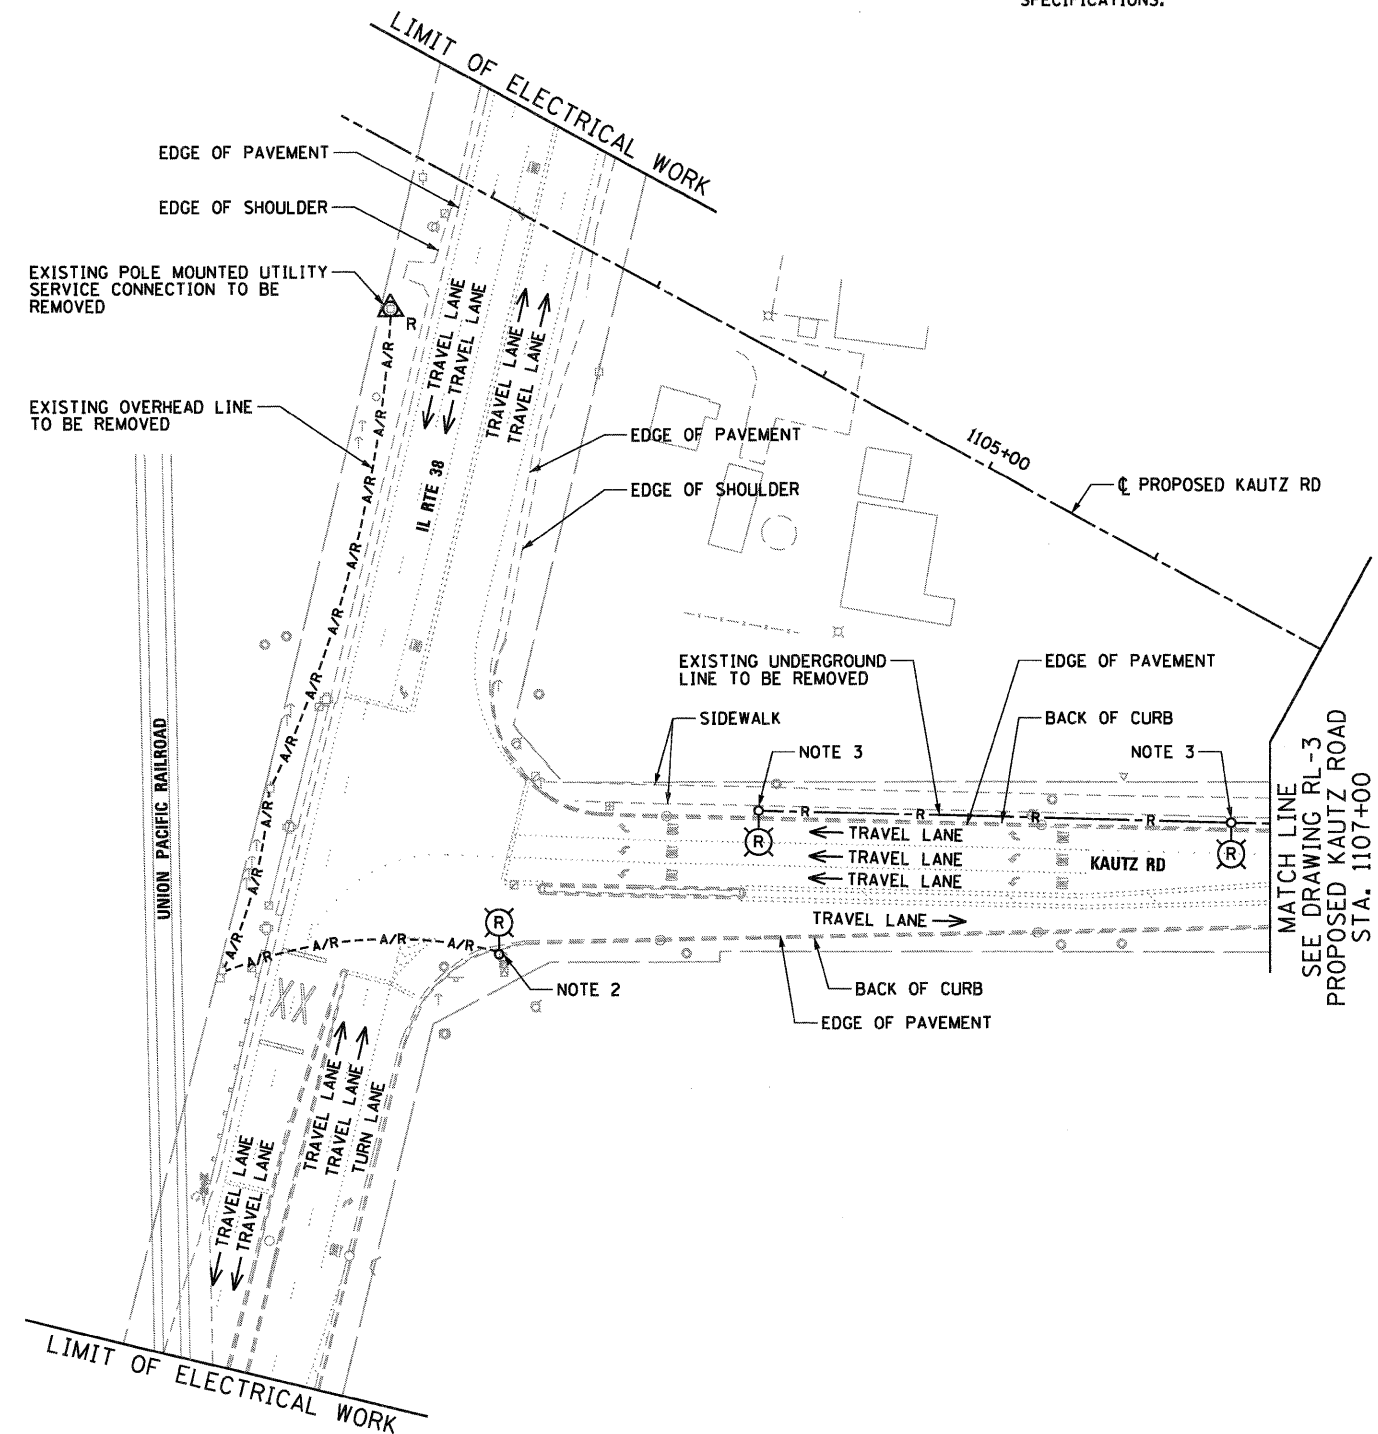 SPECIFICATIONS.
LIMIT OF ELECTRICAL WORK
EDGE OF PAVEMENT
EDGE OF SHOULDER
EXISTING POLE MOUNTED UTILITY
SERVICE CONNECTION TO BE
REMOVED
R
A/R
TRAVEL LANE
TRAVEL LANE
TRAVEL LANE
TRAVEL LANE
EXISTING OVERHEAD LINE
TO BE REMOVED
A/R
A/R
IL RTE 38
EDGE OF PAVEMENT
EDGE OF SHOULDER
1105+00
℄ PROPOSED KAUTZ RD
A/R
A/R
A/R
A/R
A/R
A/R
A/R
A/R
A/R
A/R
A/R
A/R
UNION PACIFIC RAILROAD
EXISTING UNDERGROUND
LINE TO BE REMOVED
EDGE OF PAVEMENT
SIDEWALK
BACK OF CURB
NOTE 3
NOTE 3
R
R
R
R
R
R
TRAVEL LANE
TRAVEL LANE
TRAVEL LANE
KAUTZ RD
TRAVEL LANE
MATCH LINE
SEE DRAWING RL-3
PROPOSED KAUTZ ROAD
STA. 1107+00
R
NOTE 2
BACK OF CURB
EDGE OF PAVEMENT
XX
TRAVEL LANE
TRAVEL LANE
TURN LANE
TRAVEL LANE
TRAVEL LANE
LIMIT OF ELECTRICAL WORK